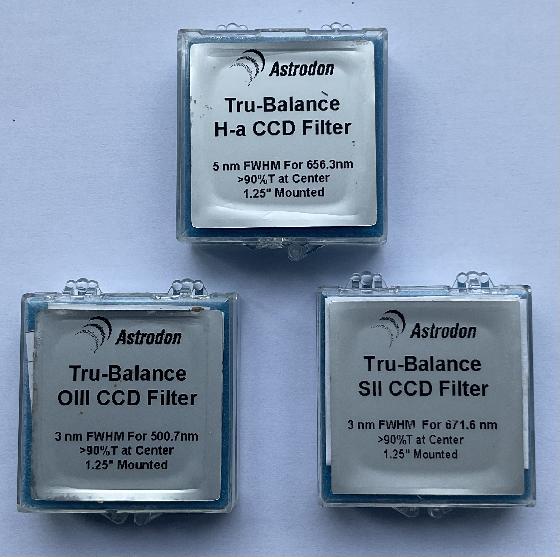 Astrodon
Tru-Balance
H-a CCD Filter
5 nm FWHM For 656.3nm
>90%T at Center
1.25" Mounted
Astrodon
Tru-Balance
OIII CCD Filter
3 nm FWHM For 500.7nm
>90%T at Center
1.25" Mounted
Astrodon
Tru-Balance
SII CCD Filter
3 nm FWHM For 671.6 nm
>90%T at Center
1.25" Mounted